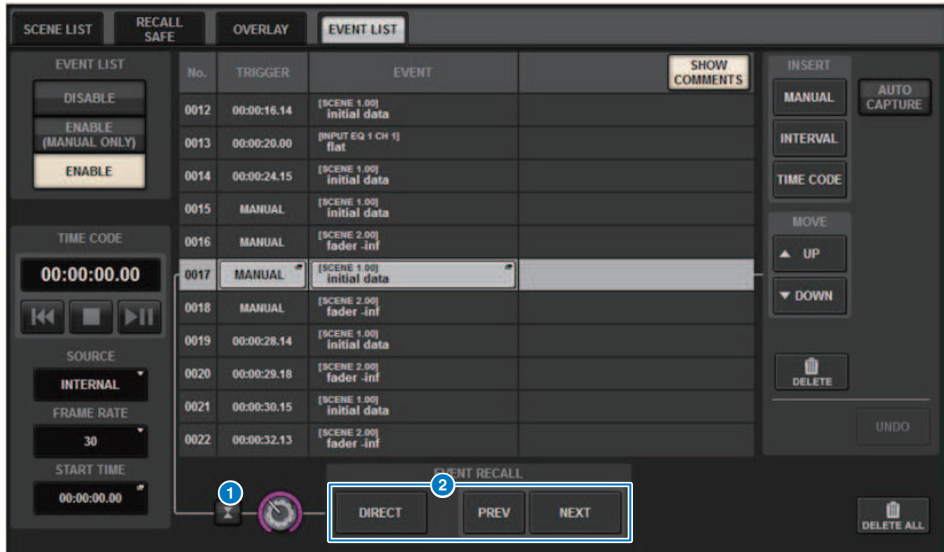 SCENE LIST
RECALL
SAFE
OVERLAY
EVENT LIST
EVENT LIST
DISABLE
ENABLE
(MANUAL ONLY)
ENABLE
TIME CODE
00:00:00.00
SOURCE
INTERNAL
FRAME RATE
30
START TIME
00:00:00.00
No. TRIGGER EVENT
SHOW
COMMENTS
0012 00:00:16.14 [SCENE 1.00]
initial data
0013 00:00:20.00 [INPUT EQ 1 CH 1]
flat
0014 00:00:24.15 [SCENE 1.00]
initial data
0015 MANUAL [SCENE 1.00]
initial data
0016 MANUAL [SCENE 2.00]
fader -inf
0017 MANUAL [SCENE 1.00]
initial data
0018 MANUAL [SCENE 2.00]
fader -inf
0019 00:00:28.14 [SCENE 1.00]
initial data
0020 00:00:29.18 [SCENE 2.00]
fader -inf
0021 00:00:30.15 [SCENE 1.00]
initial data
0022 00:00:32.13 [SCENE 2.00]
fader -inf
EVENT RECALL
1
2
DIRECT
PREV
NEXT
INSERT
MANUAL
INTERVAL
TIME CODE
AUTO
CAPTURE
MOVE
UP
DOWN
DELETE
UNDO
DELETE ALL